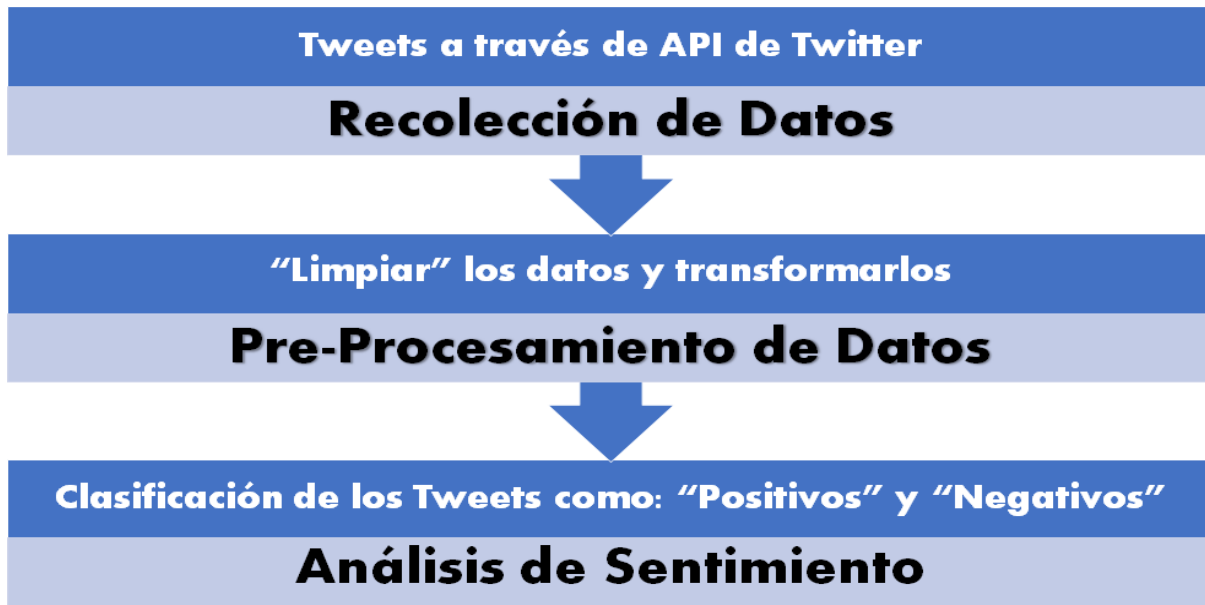 Tweets a través de API de Twitter
Recolección de Datos
“Limpiar” los datos y transformarlos
Pre-Procesamiento de Datos
Clasificación de los Tweets como: “Positivos” y “Negativos”
Análisis de Sentimiento